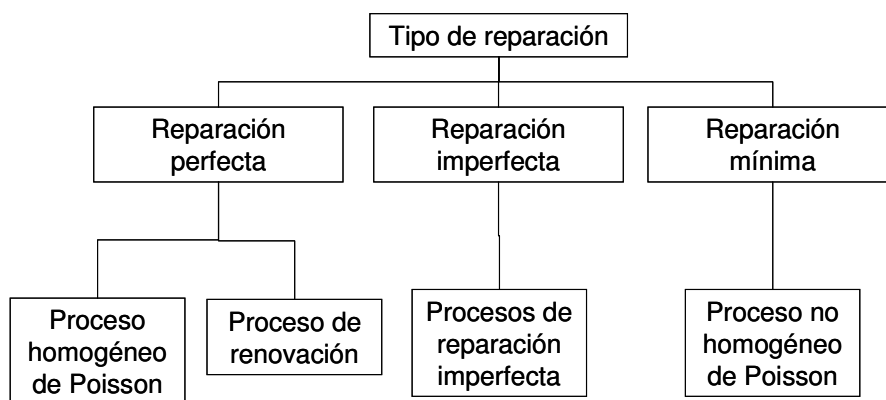 Tipo de reparación
Reparación
perfecta
Reparación
imperfecta
Reparación
mínima
Proceso
homogéneo
de Poisson
Proceso de
renovación
Procesos de
reparación
imperfecta
Proceso no
homogéneo
de Poisson